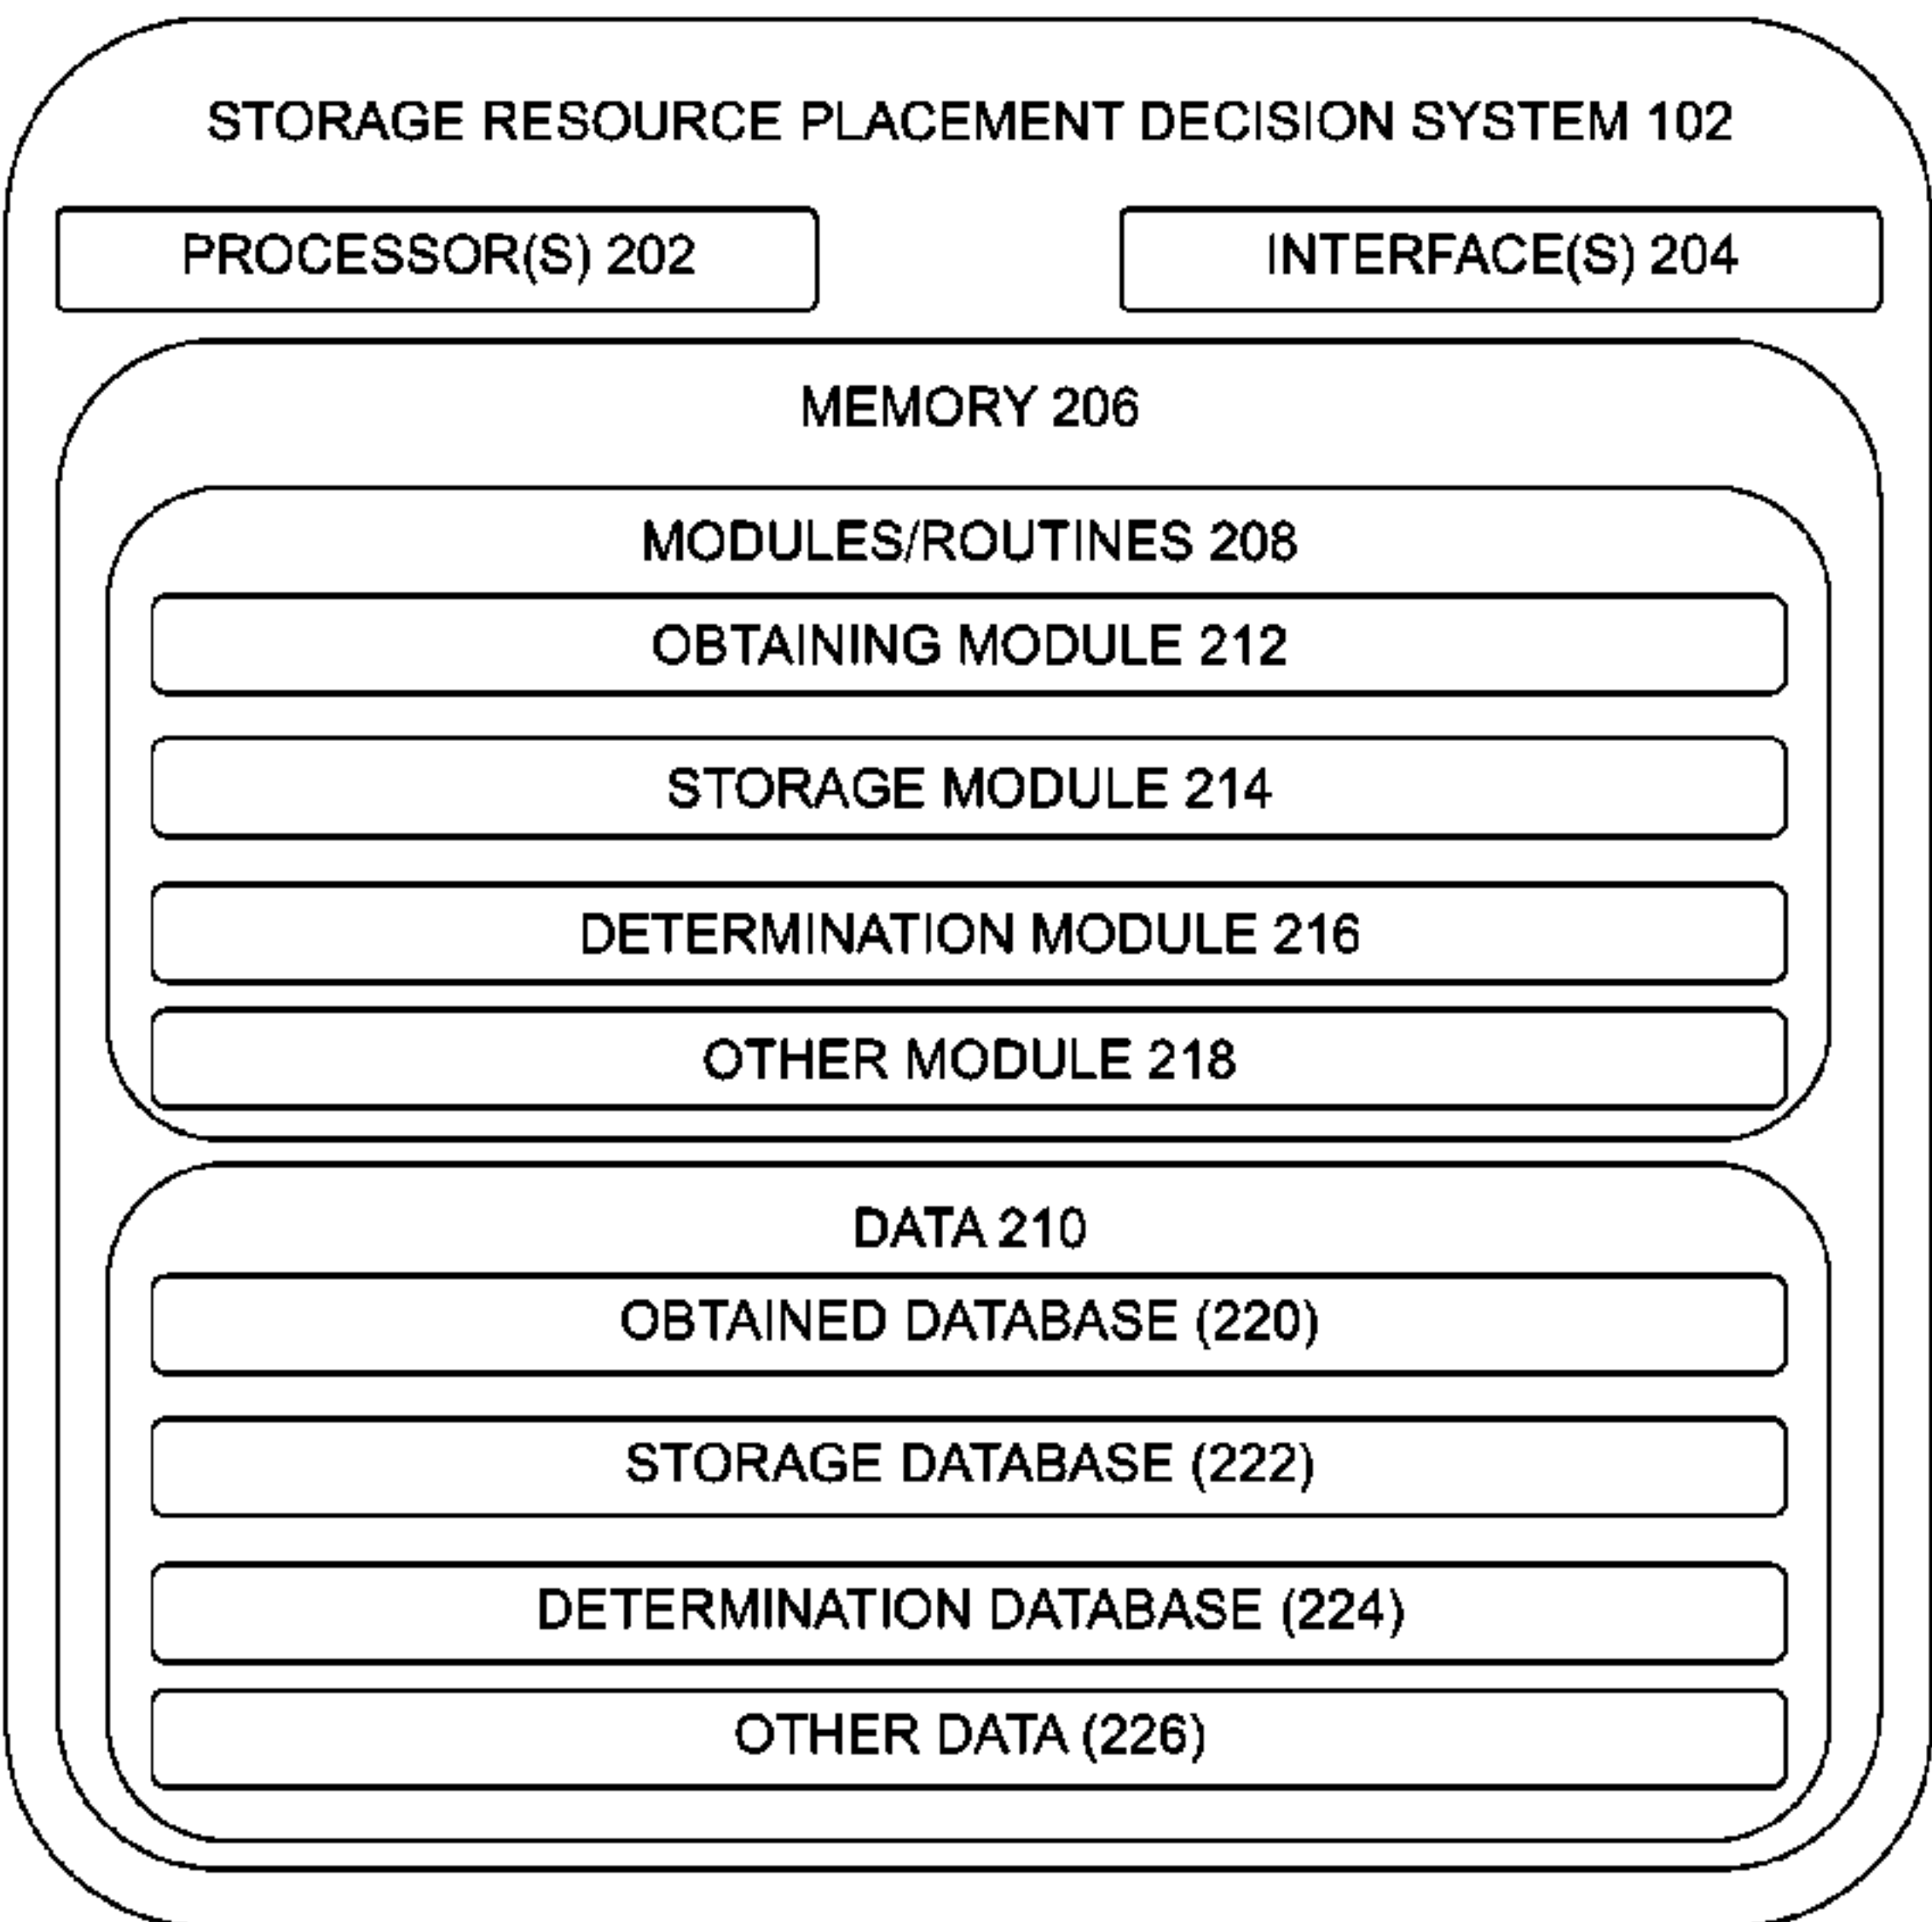 STORAGE RESOURCE PLACEMENT DECISION SYSTEM 102
PROCESSOR(S) 202
INTERFACE(S) 204
MEMORY 206
MODULES/ROUTINES 208
OBTAINING MODULE 212
STORAGE MODULE 214
DETERMINATION MODULE 216
OTHER MODULE 218
DATA 210
OBTAINED DATABASE (220)
STORAGE DATABASE (222)
DETERMINATION DATABASE (224)
OTHER DATA (226)